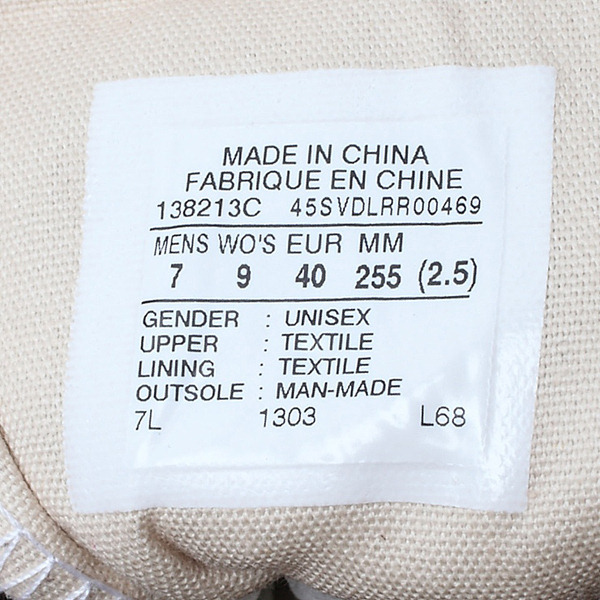 MADE IN CHINA
FABRIQUE EN CHINE
138213C 45SVDLRR00469
MENS WO'S EUR MM
7 9 40 255 (2.5)
GENDER : UNISEX
UPPER : TEXTILE
LINING : TEXTILE
OUTSOLE : MAN-MADE
7L 1303 L68